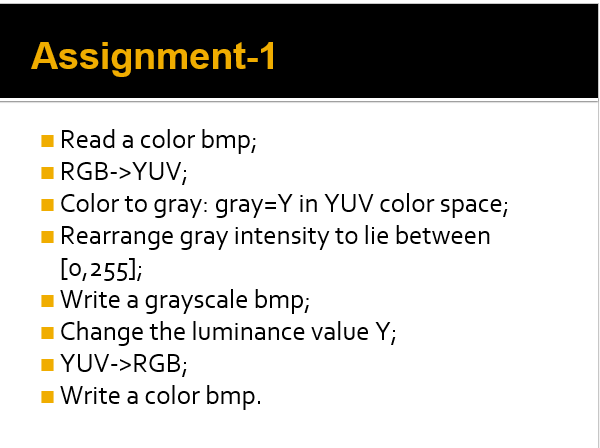 Assignment-1
Read a color bmp;
RGB->YUV;
Color to gray: gray=Y in YUV color space;
Rearrange gray intensity to lie between
[0,255];
Write a grayscale bmp;
Change the luminance value Y;
YUV->RGB;
Write a color bmp.